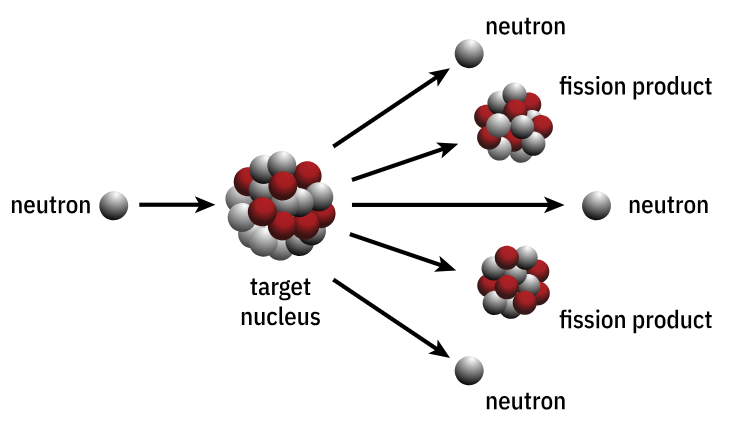 neutron
fission product
neutron
target
nucleus
neutron
fission product
neutron